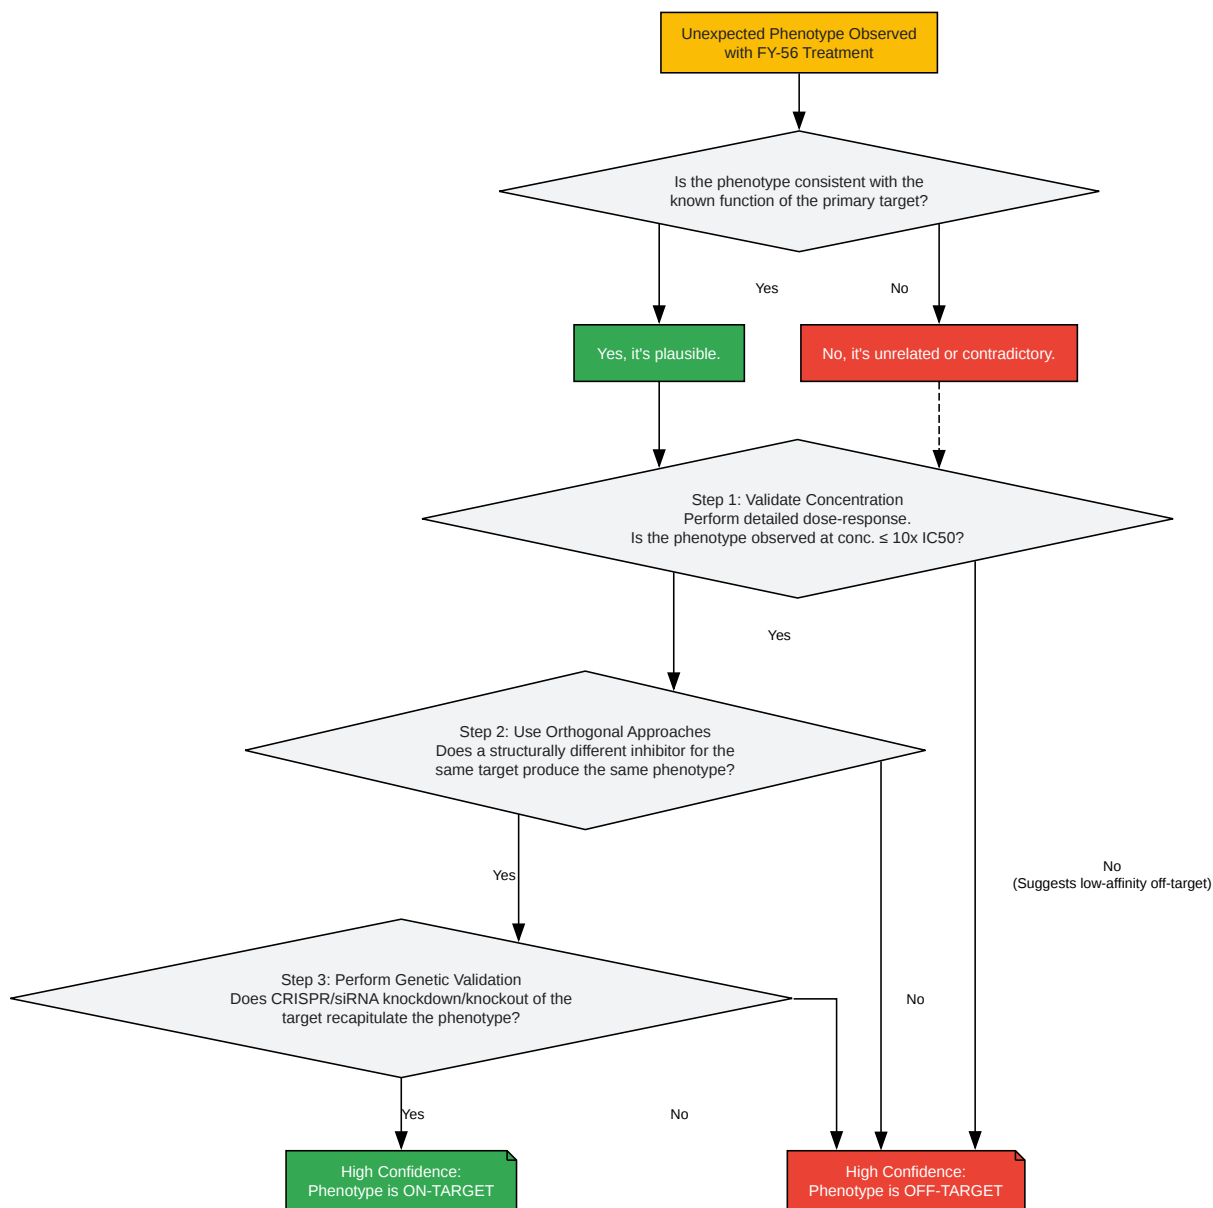 Unexpected Phenotype Observed
with FY-56 Treatment
Is the phenotype consistent with the
known function of the primary target?
Yes
No
Yes, it's plausible.
No, it's unrelated or contradictory.
Step 1: Validate Concentration
Perform detailed dose-response.
Is the phenotype observed at conc. ≤ 10x IC50?
Yes
Step 2: Use Orthogonal Approaches
Does a structurally different inhibitor for the
same target produce the same phenotype?
Yes
No
(Suggests low-affinity off-target)
Step 3: Perform Genetic Validation
Does CRISPR/siRNA knockdown/knockout of the
target recapitulate the phenotype?
No
Yes
No
High Confidence:
Phenotype is ON-TARGET
High Confidence:
Phenotype is OFF-TARGET